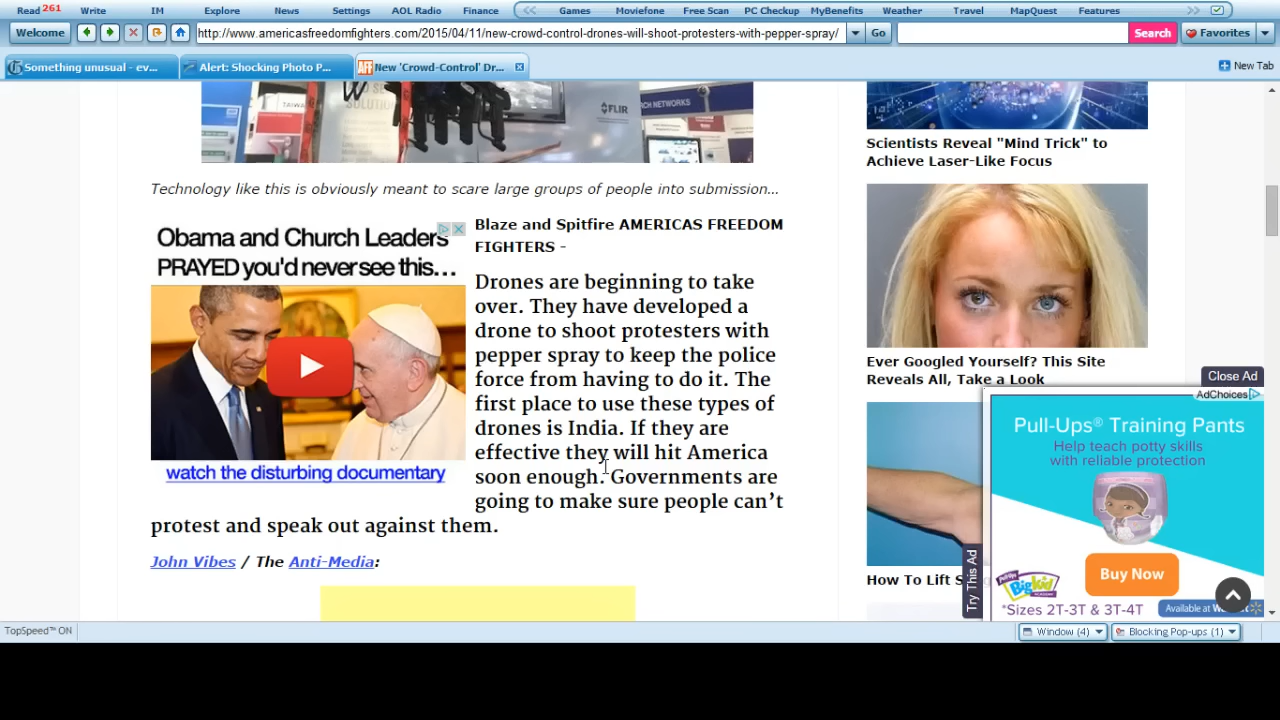 Read 261 Write IM Explore News Settings AOL Radio Finance Games Moviefone Free Scan PC Checkup MyBenefits Weather Travel MapQuest Features
Welcome http://www.americasfreedomfighters.com/2015/04/11/new-crowd-control-drones-will-shoot-protesters-with-pepper-spray/ Go Search Favorites
Something unusual - ev... Alert: Shocking Photo P... New 'Crowd-Control' Dr... New Tab
TAIWAN
SOLUTION
FLIR
NETWORKS
Technology like this is obviously meant to scare large groups of people into submission…
Obama and Church Leaders
PRAYED you'd never see this…
watch the disturbing documentary
Blaze and Spitfire AMERICAS FREEDOM
FIGHTERS –
Drones are beginning to take
over. They have developed a
drone to shoot protesters with
pepper spray to keep the police
force from having to do it. The
first place to use these types of
drones is India. If they are
effective they will hit America
soon enough. Governments are
going to make sure people can’t
protest and speak out against them.
John Vibes / The Anti-Media:
Scientists Reveal "Mind Trick" to
Achieve Laser-Like Focus
Ever Googled Yourself? This Site
Reveals All, Take a Look
How To Lift
Close Ad
AdChoices
Pull-Ups® Training Pants
Help teach potty skills
with reliable protection
Buy Now
Pull-Ups
Big Kid
*Sizes 2T-3T & 3T-4T
Available at
Try This Ad
TopSpeed™ ON Window (4) Blocking Pop-ups (1)